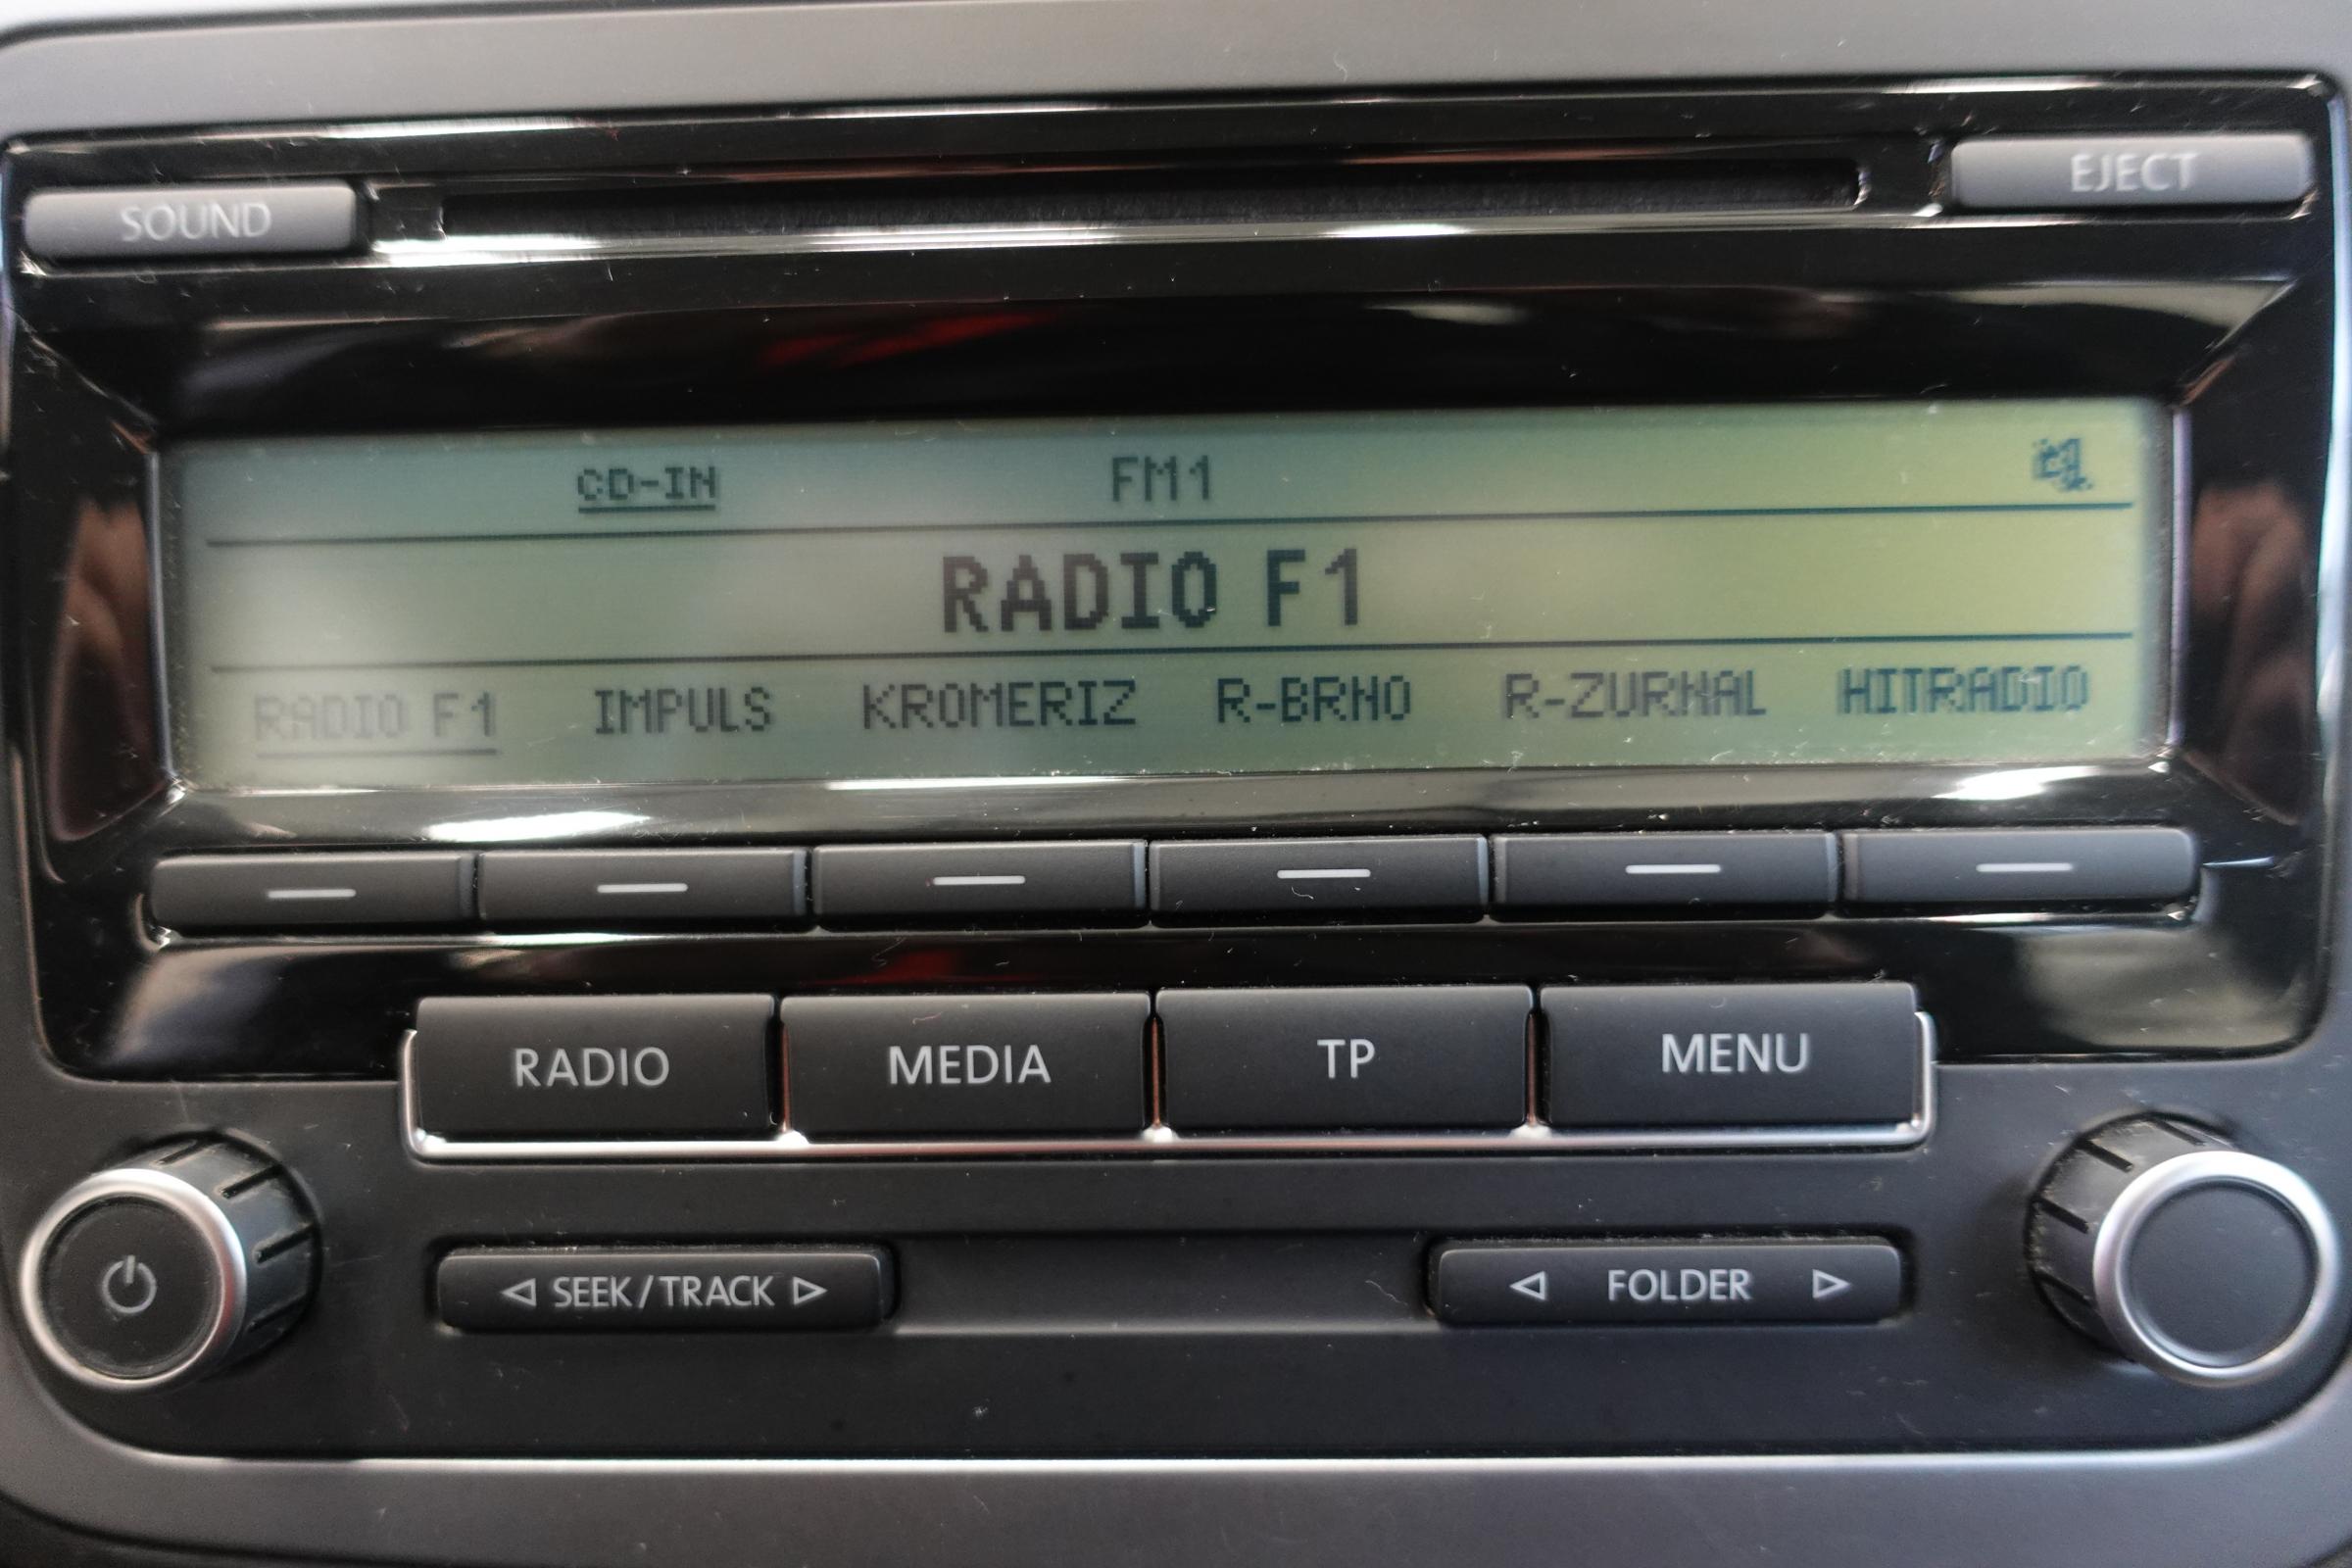 SOUND EJECT
CD-IN FM1
RADIO F1
RADIO F1 IMPULS KROMERIZ R-BRNO R-ZURNAL HITRADIO
RADIO MEDIA TP MENU
SEEK/TRACK FOLDER